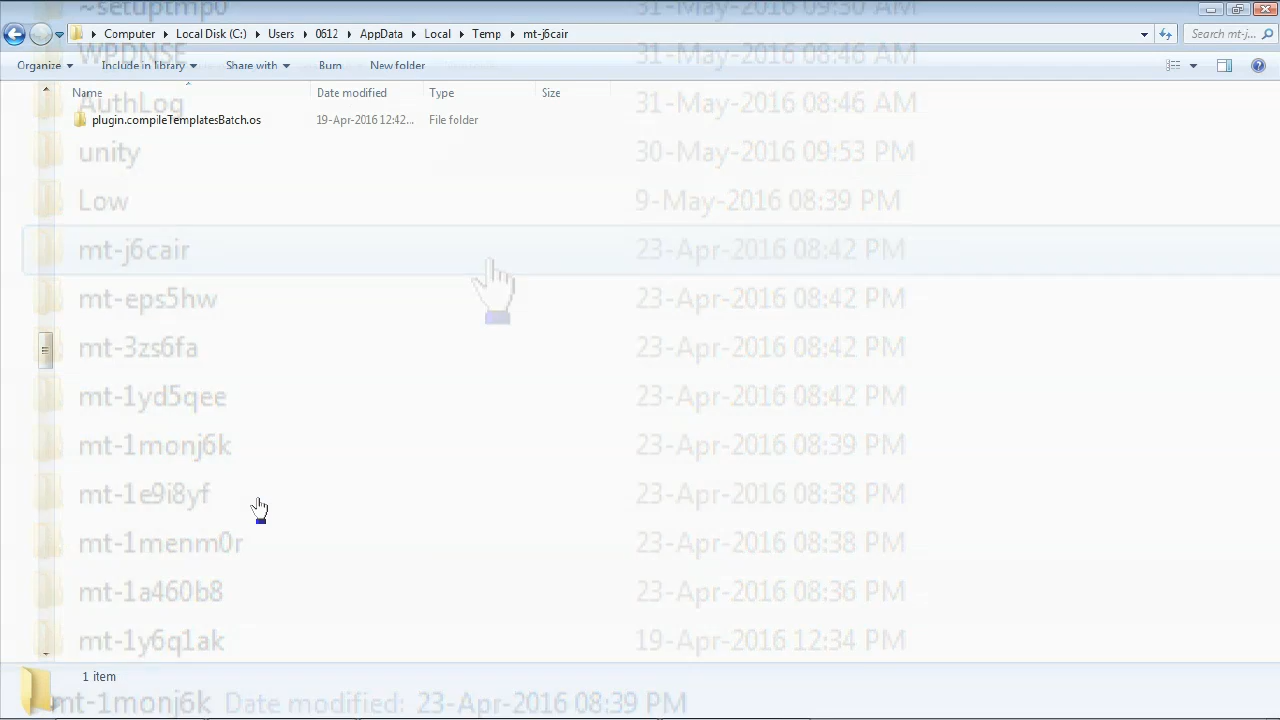 ~setuptmp0 31-May-2016 09:30 AM
Computer Local Disk (C:) Users 0612 AppData Local Temp mt-j6cair Search mt-j...
WPDNSE 31-May-2016 08:46 AM
Organize Include in library Share with Burn New folder
Name Date modified Type Size
AuthLog 31-May-2016 08:46 AM
plugin.compileTemplatesBatch.os 19-Apr-2016 12:42... File folder
unity 30-May-2016 09:53 PM
Low 9-May-2016 08:39 PM
mt-j6cair 23-Apr-2016 08:42 PM
mt-eps5hw 23-Apr-2016 08:42 PM
mt-3zs6fa 23-Apr-2016 08:42 PM
mt-1yd5qee 23-Apr-2016 08:42 PM
mt-1monj6k 23-Apr-2016 08:39 PM
mt-1e9i8yf 23-Apr-2016 08:38 PM
mt-1menm0r 23-Apr-2016 08:38 PM
mt-1a460b8 23-Apr-2016 08:36 PM
mt-1y6q1ak 19-Apr-2016 12:34 PM
1 item
mt-1monj6k Date modified: 23-Apr-2016 08:39 PM